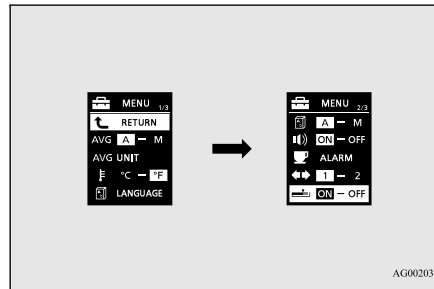 MENU 1/3
RETURN
AVG A – M
AVG UNIT
°C – °F
LANGUAGE
MENU 2/3
A – M
ON – OFF
ALARM
1 – 2
ON – OFF
AG00203